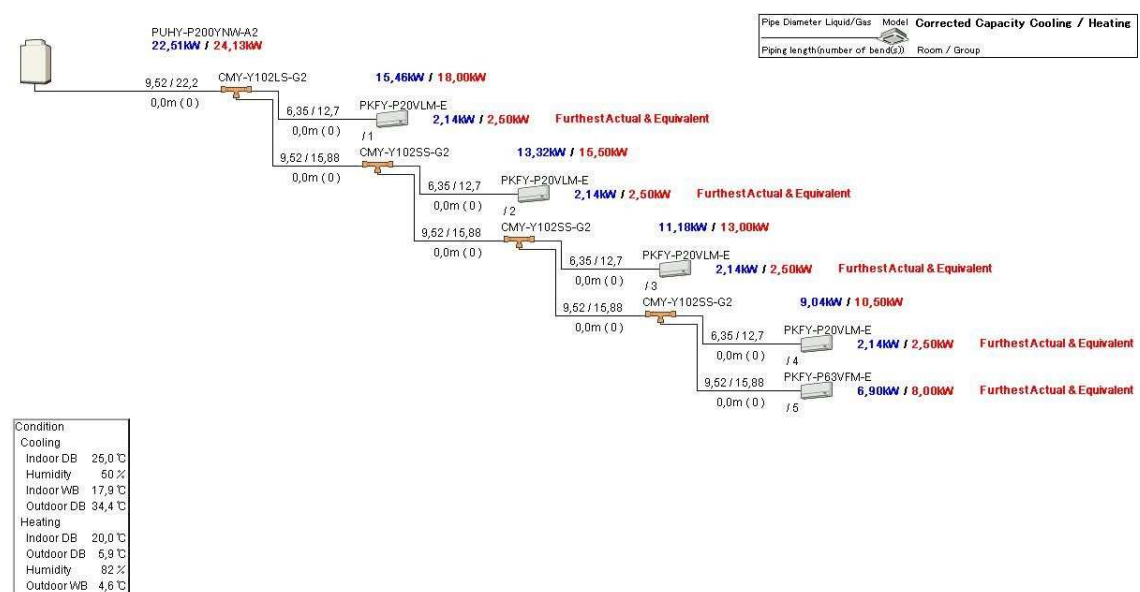 Pipe Diameter Liquid/Gas Model Corrected Capacity Cooling / Heating
Piping length(number of bend(s)) Room / Group
PUHY-P200YNW-A2
22,51kW / 24,13kW
9,52 / 22,2
0,0m ( 0 )
CMY-Y102LS-G2
15,46kW / 18,00kW
6,35 / 12,7
0,0m ( 0 )
PKFY-P20VLM-E
2,14kW / 2,50kW Furthest Actual & Equivalent
/ 1
9,52 / 15,88
0,0m ( 0 )
CMY-Y102SS-G2
13,32kW / 15,50kW
6,35 / 12,7
0,0m ( 0 )
PKFY-P20VLM-E
2,14kW / 2,50kW Furthest Actual & Equivalent
/ 2
9,52 / 15,88
0,0m ( 0 )
CMY-Y102SS-G2
11,18kW / 13,00kW
6,35 / 12,7
0,0m ( 0 )
PKFY-P20VLM-E
2,14kW / 2,50kW Furthest Actual & Equivalent
/ 3
9,52 / 15,88
0,0m ( 0 )
CMY-Y102SS-G2
9,04kW / 10,50kW
6,35 / 12,7
0,0m ( 0 )
PKFY-P20VLM-E
2,14kW / 2,50kW Furthest Actual & Equivalent
/ 4
9,52 / 15,88
0,0m ( 0 )
PKFY-P63VFM-E
6,90kW / 8,00kW Furthest Actual & Equivalent
/ 5
Condition
Cooling
Indoor DB 25,0 ℃
Humidity 50 %
Indoor WB 17,9 ℃
Outdoor DB 34,4 ℃
Heating
Indoor DB 20,0 ℃
Outdoor DB 5,9 ℃
Humidity 82 %
Outdoor WB 4,6 ℃